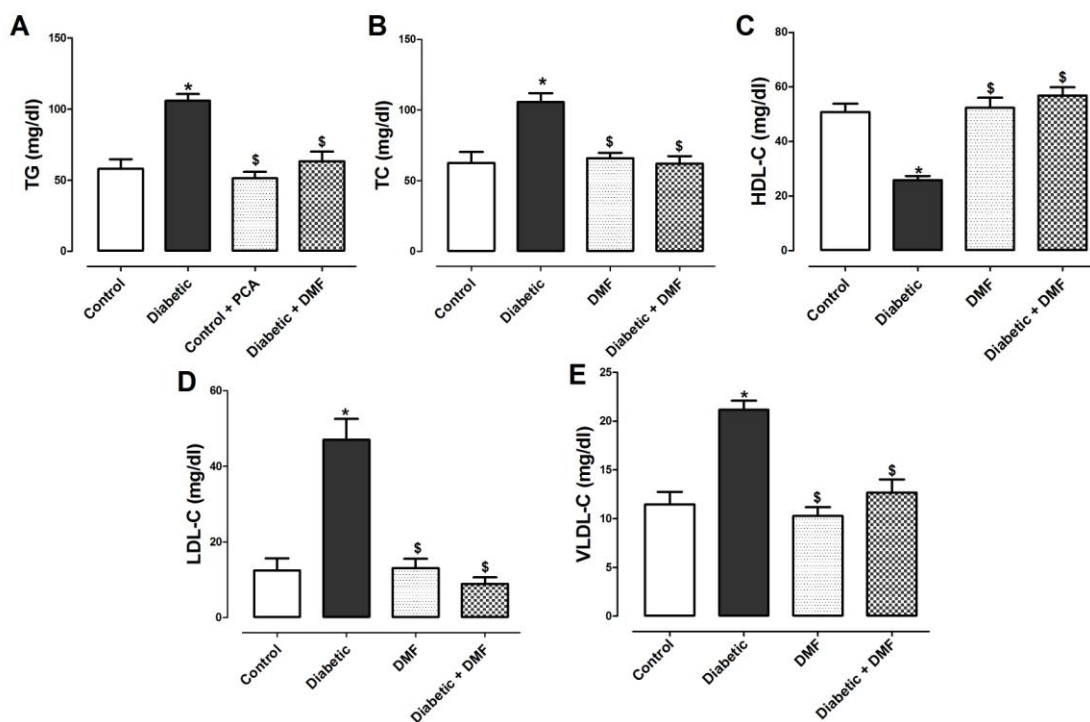 A
TG (mg/dl)
150
100
50
0
*
$
$
Control
Diabetic
Control + PCA
Diabetic + DMF
B
TC (mg/dl)
150
100
50
0
*
$
$
Control
Diabetic
DMF
Diabetic + DMF
C
HDL-C (mg/dl)
80
60
40
20
0
*
$
$
Control
Diabetic
DMF
Diabetic + DMF
D
LDL-C (mg/dl)
60
40
20
0
*
$
$
Control
Diabetic
DMF
Diabetic + DMF
E
VLDL-C (mg/dl)
25
20
15
10
5
0
*
$
$
Control
Diabetic
DMF
Diabetic + DMF